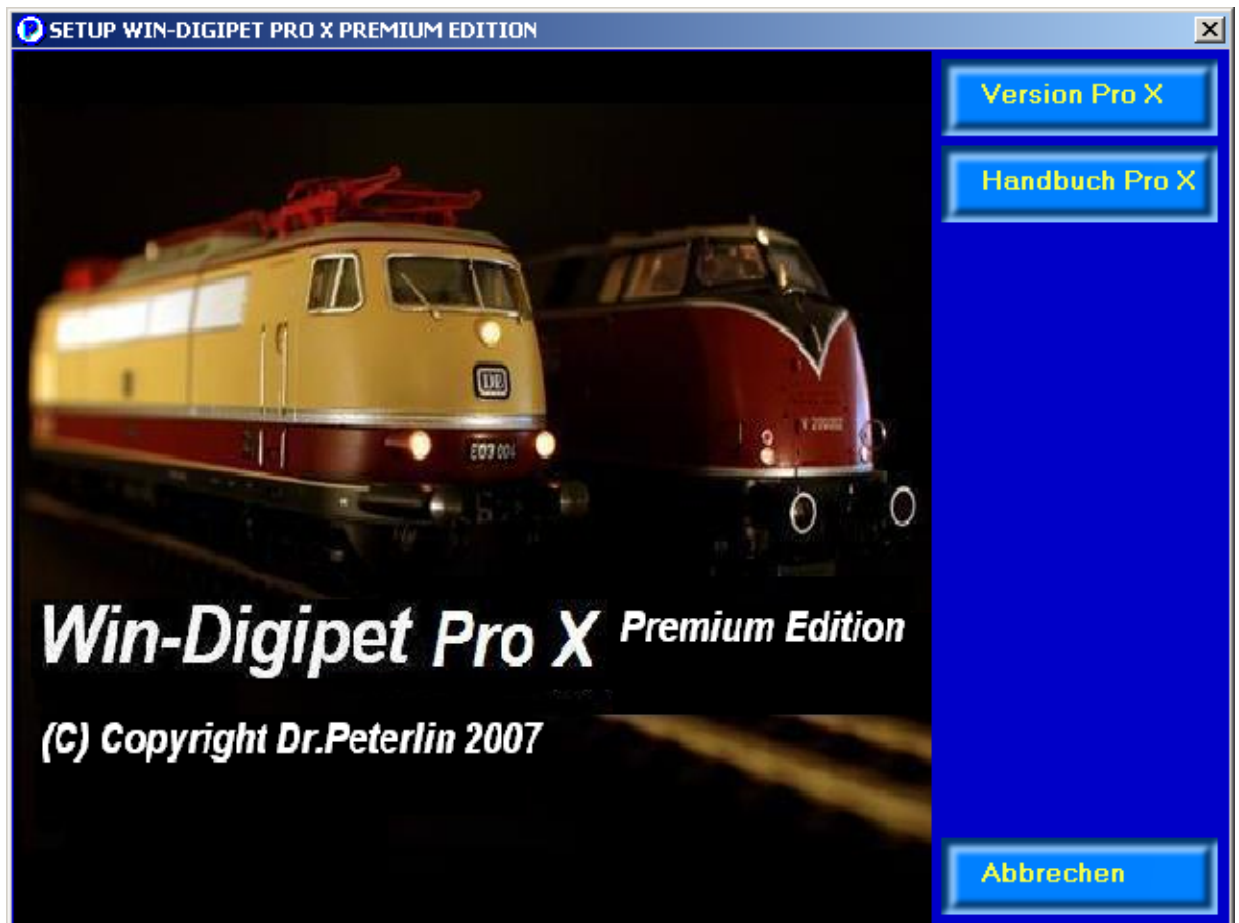 SETUP WIN-DIGIPET PRO X PREMIUM EDITION
Version Pro X
Handbuch Pro X
DB
E03 004
V 200002
Win-Digipet Pro X Premium Edition
(C) Copyright Dr.Peterlin 2007
Abbrechen